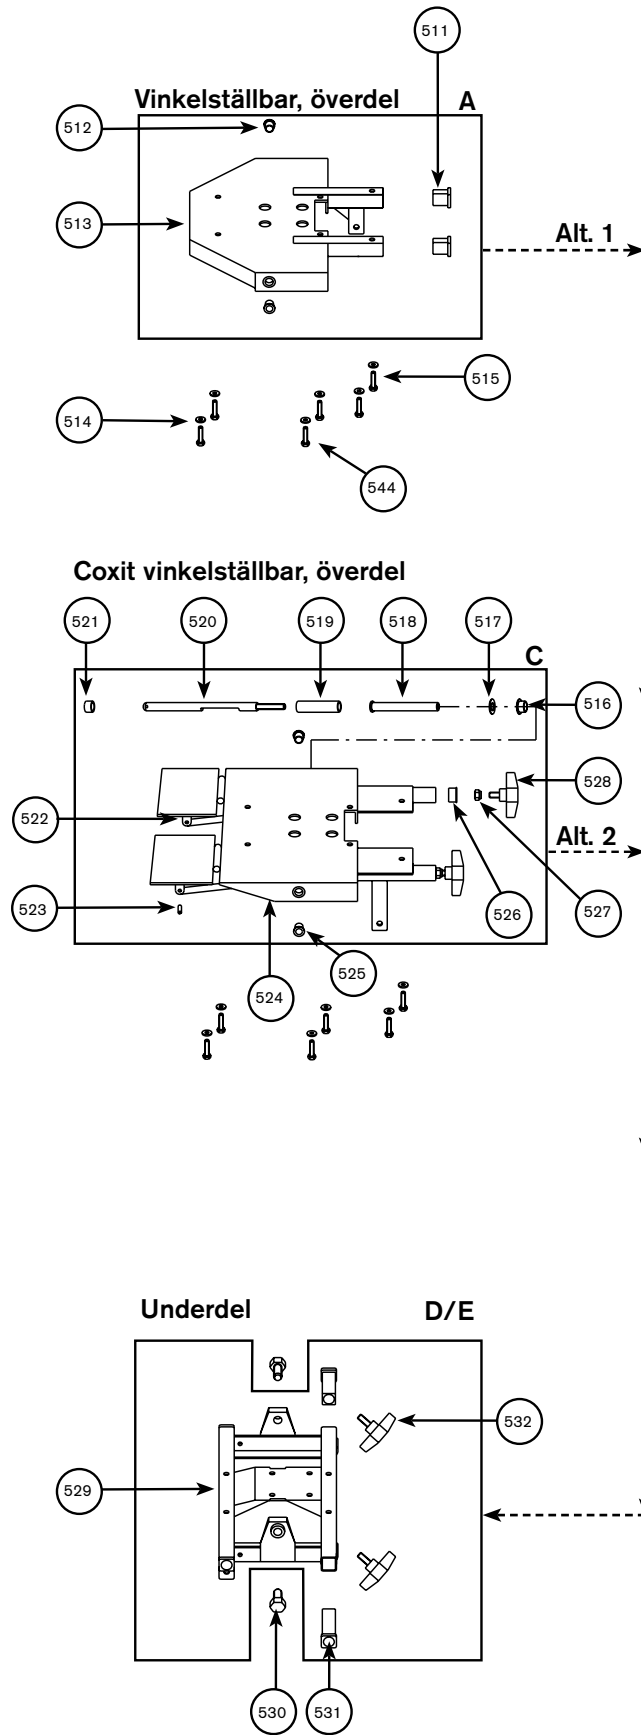 511
Vinkelställbar, överdel A
512
513
Alt. 1
515
514
544
Coxit vinkelställbar, överdel
521 520 519 518 517
C
516
528
522
Alt. 2
523
526 527
525
524
Underdel D/E
532
529
530 531